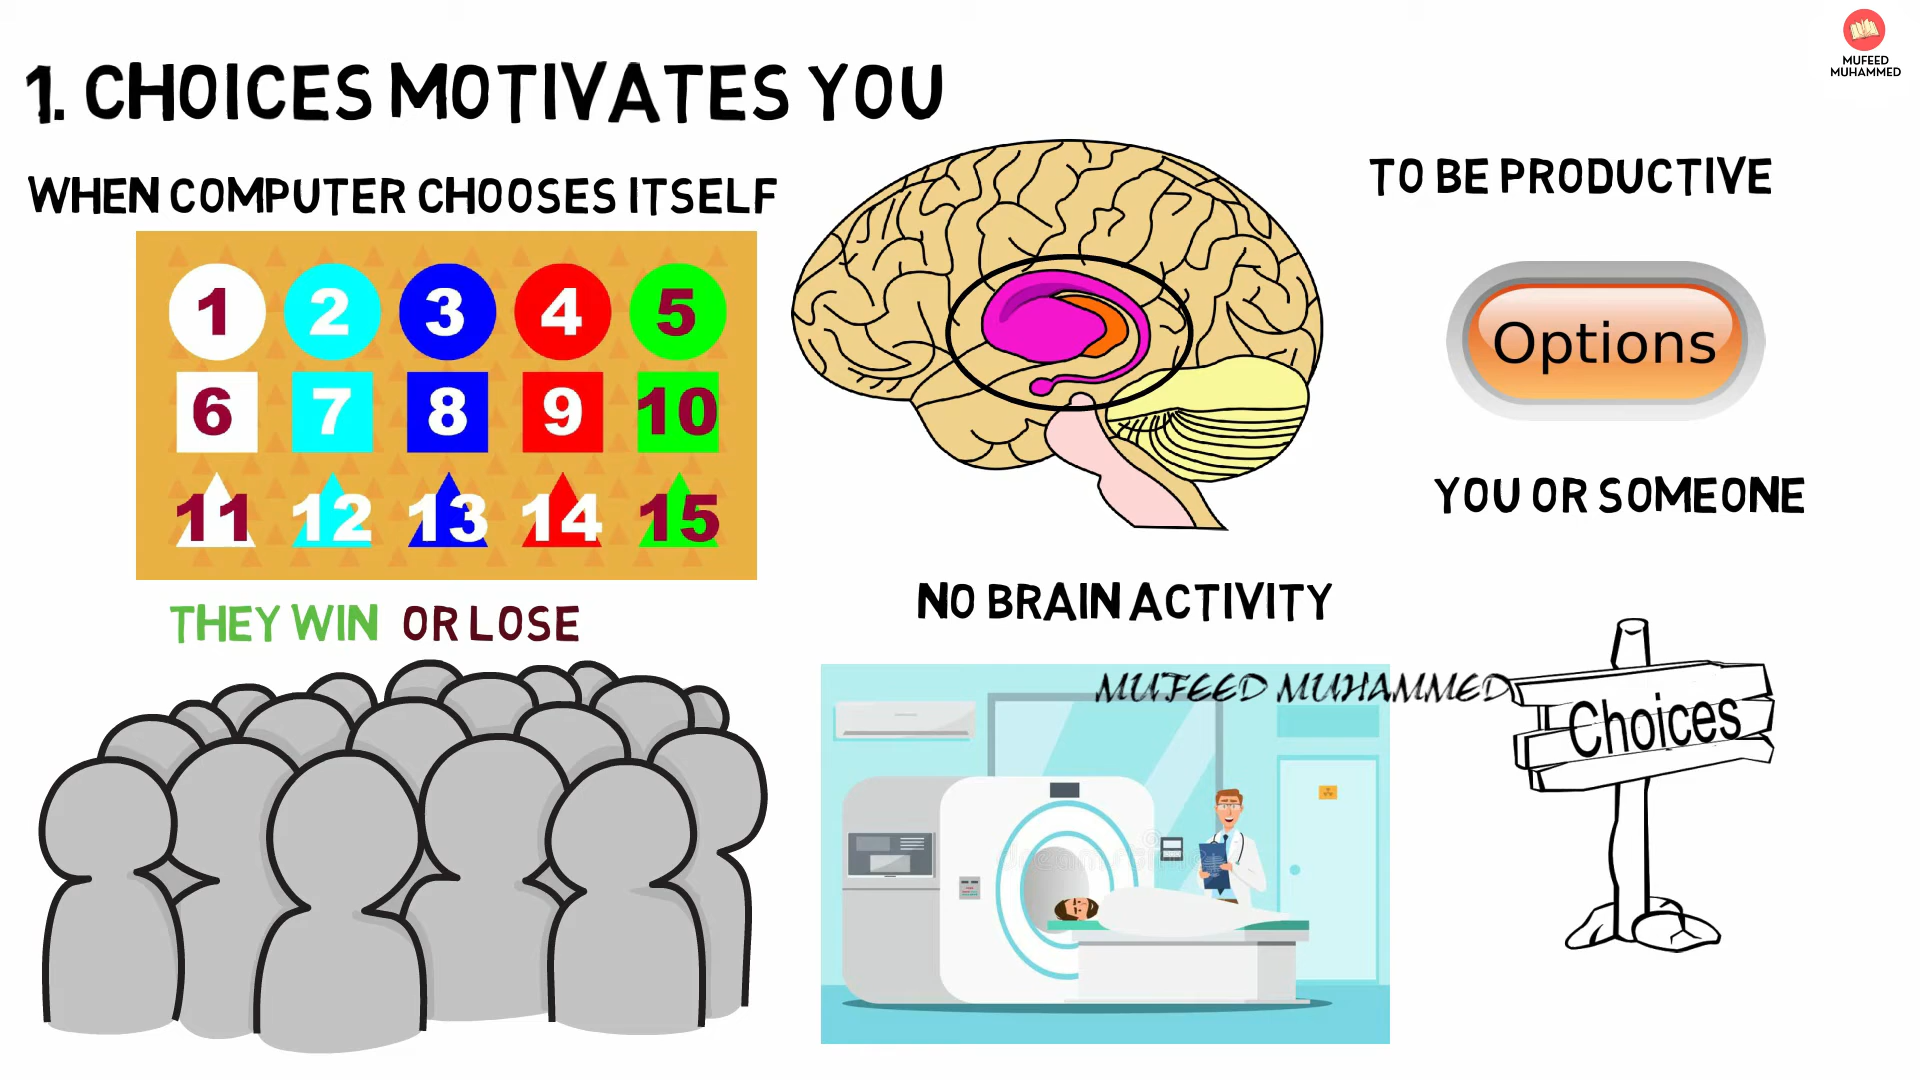 MUFEED
MUHAMMED
1. CHOICES MOTIVATES YOU
WHEN COMPUTER CHOOSES ITSELF
1 2 3 4 5
6 7 8 9 10
11 12 13 14 15
THEY WIN OR LOSE
NO BRAIN ACTIVITY
MUFEED MUHAMMED
TO BE PRODUCTIVE
Options
YOU OR SOMEONE
Choices